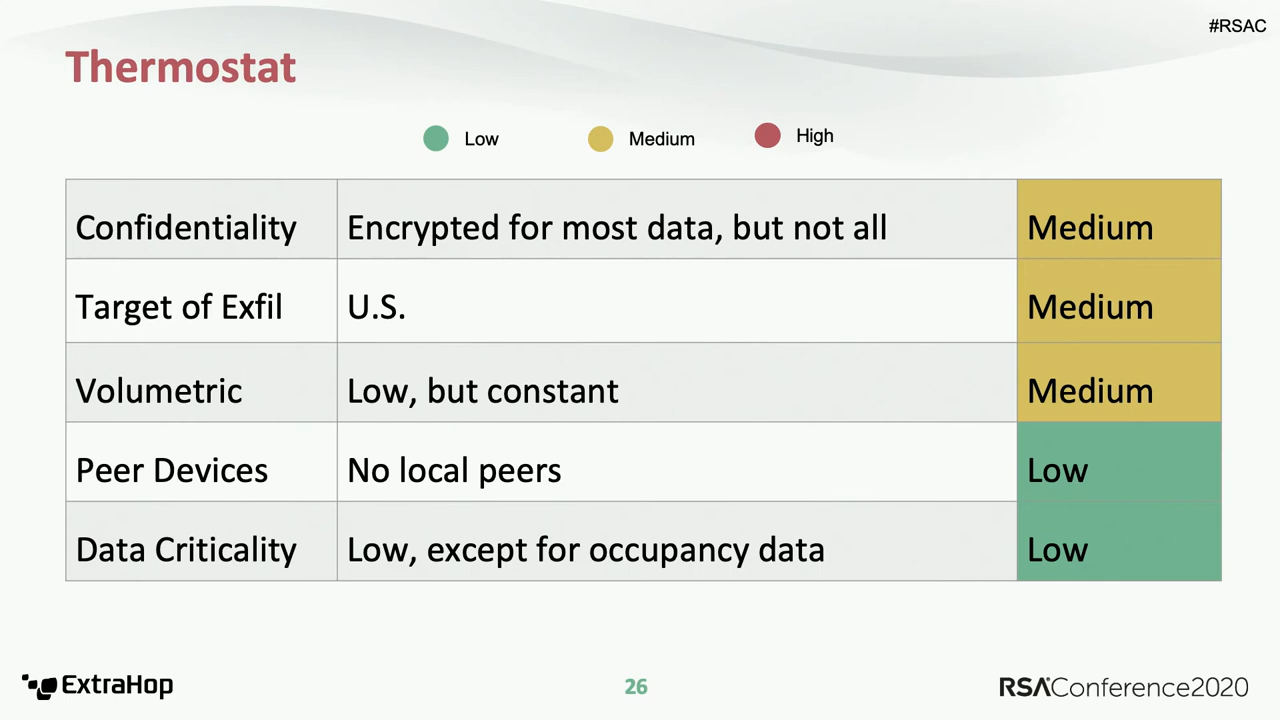 #RSAC
Thermostat
Low Medium High
Confidentiality Encrypted for most data, but not all Medium
Target of Exfil U.S. Medium
Volumetric Low, but constant Medium
Peer Devices No local peers Low
Data Criticality Low, except for occupancy data Low
ExtraHop 26 RSAConference2020